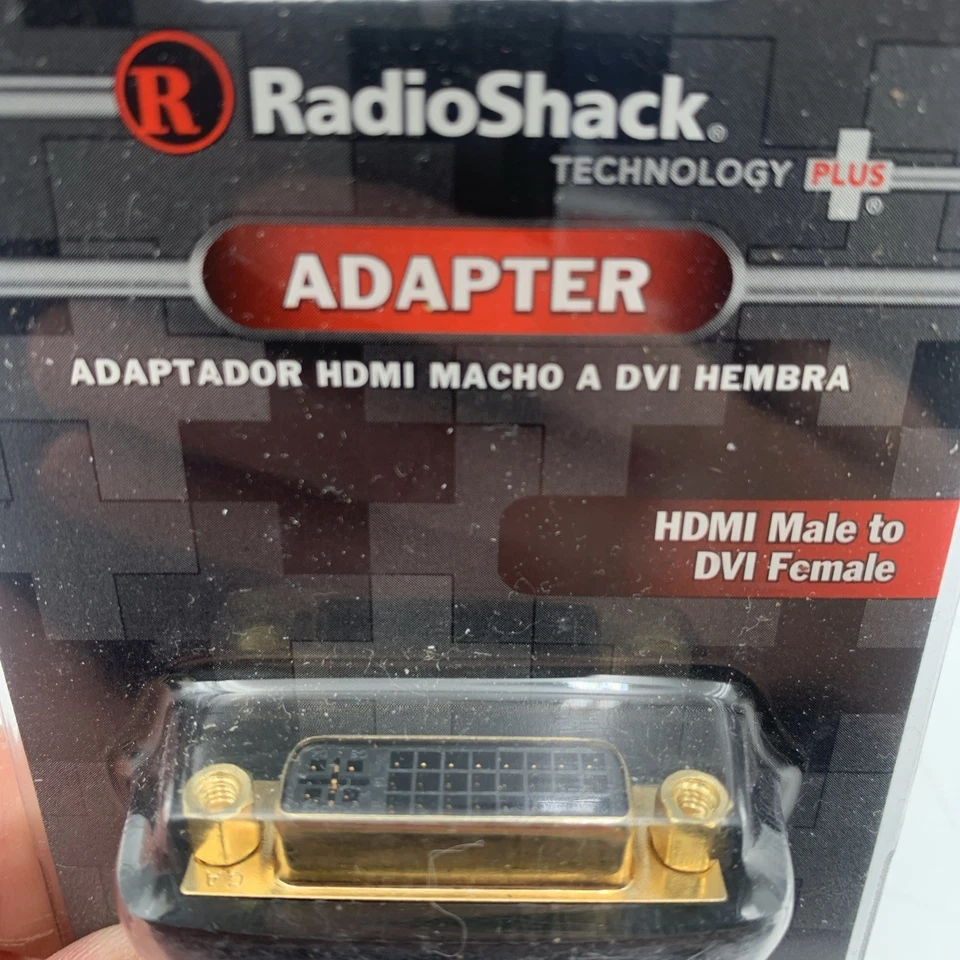 R RadioShack®
TECHNOLOGY PLUS®
ADAPTER
ADAPTADOR HDMI MACHO A DVI HEMBRA
HDMI Male to
DVI Female